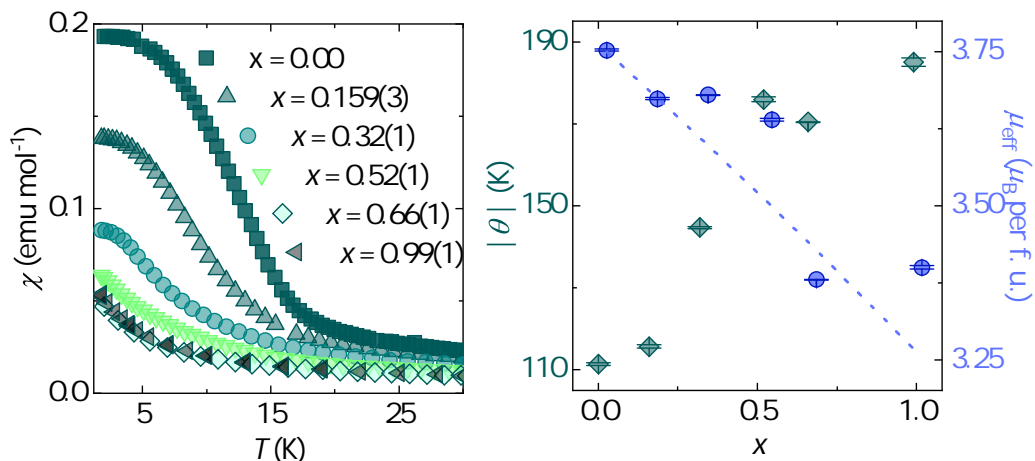 0.2
0.1
0.0
χ (emu mol⁻¹)
x = 0.00
x = 0.159(3)
x = 0.32(1)
x = 0.52(1)
x = 0.66(1)
x = 0.99(1)
5
15
25
T (K)
190
150
110
| θ | (K)
3.75
3.50
3.25
μeff (μB per f. u.)
0.0
0.5
1.0
x